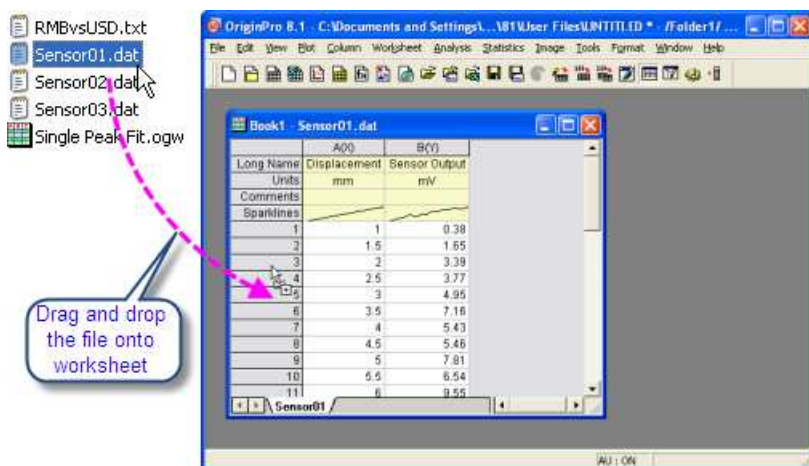 RMBvsUSD.txt
Sensor01.dat
Sensor02.dat
Sensor03.dat
Single Peak Fit.ogw
Drag and drop
the file onto
worksheet
OriginPro 8.1 - C:\Documents and Settings\...\81\User Files\UNTITLED * - /Folder1/ ...
File Edit View Plot Column Worksheet Analysis Statistics Image Tools Format Window Help
Book1 - Sensor01.dat
A(X) B(Y)
Long Name Displacement Sensor Output
Units mm mV
Comments
Sparklines
1 1 0.38
2 1.5 1.65
3 2 3.39
4 2.5 3.77
5 3 4.95
6 3.5 7.16
7 4 5.43
8 4.5 5.46
9 5 7.81
10 5.5 6.54
11 6 9.55
Sensor01
AU : ON